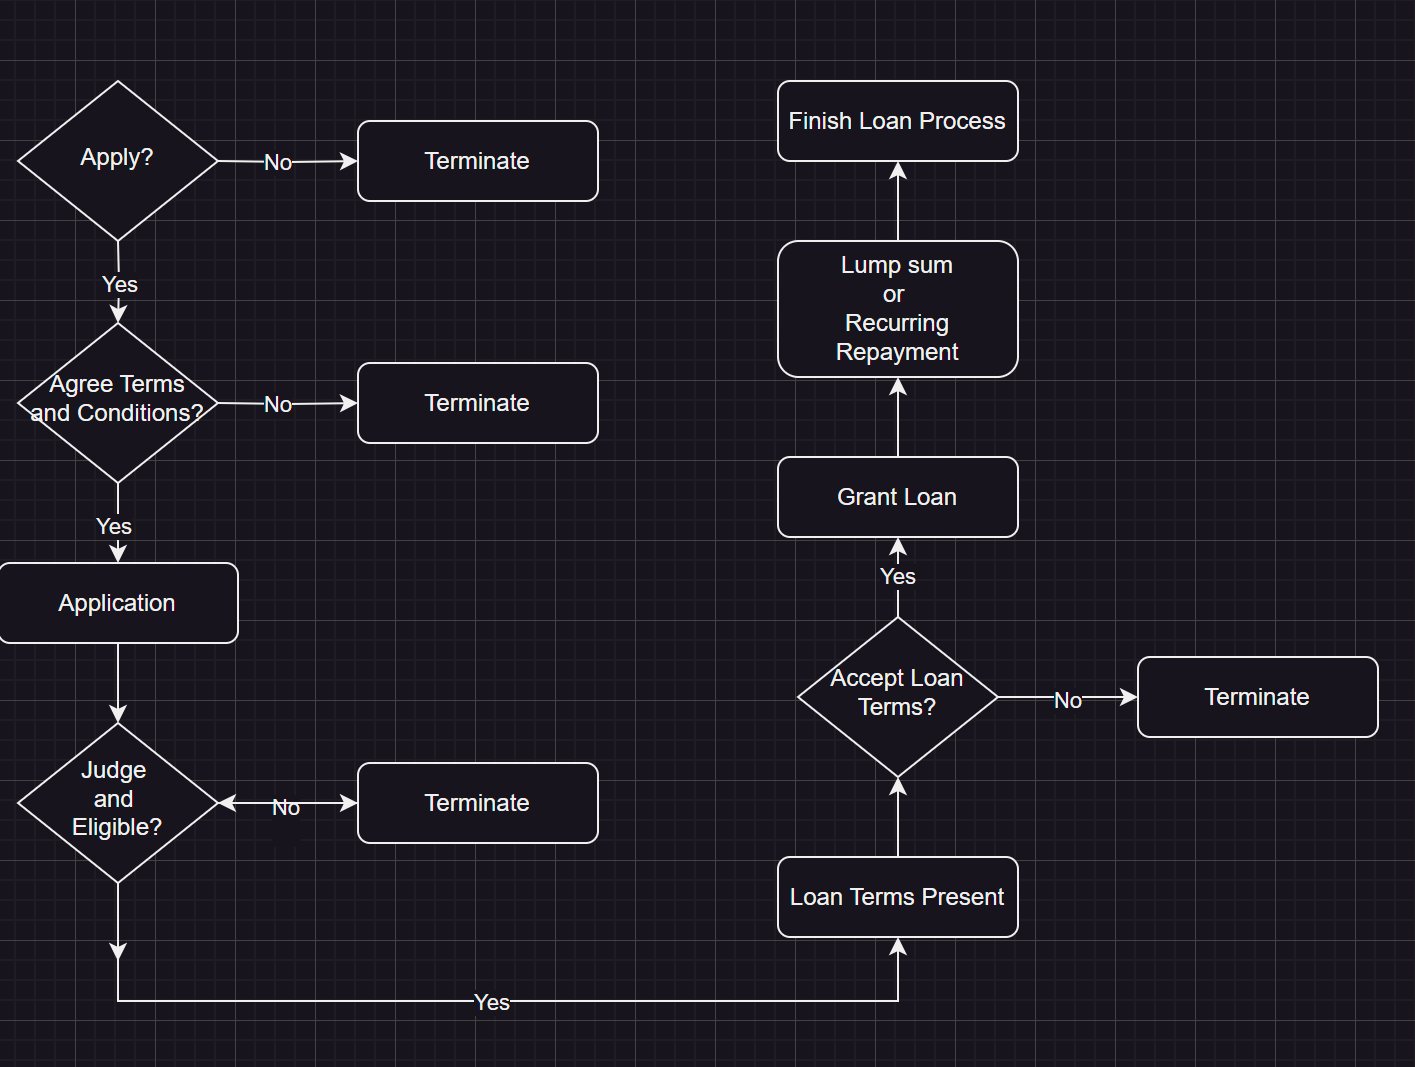 Apply?
No
Terminate
Yes
Agree Terms
and Conditions?
No
Terminate
Yes
Application
Judge
and
Eligible?
No
Terminate
Yes
Loan Terms Present
Accept Loan
Terms?
No
Terminate
Yes
Grant Loan
Lump sum
or
Recurring
Repayment
Finish Loan Process